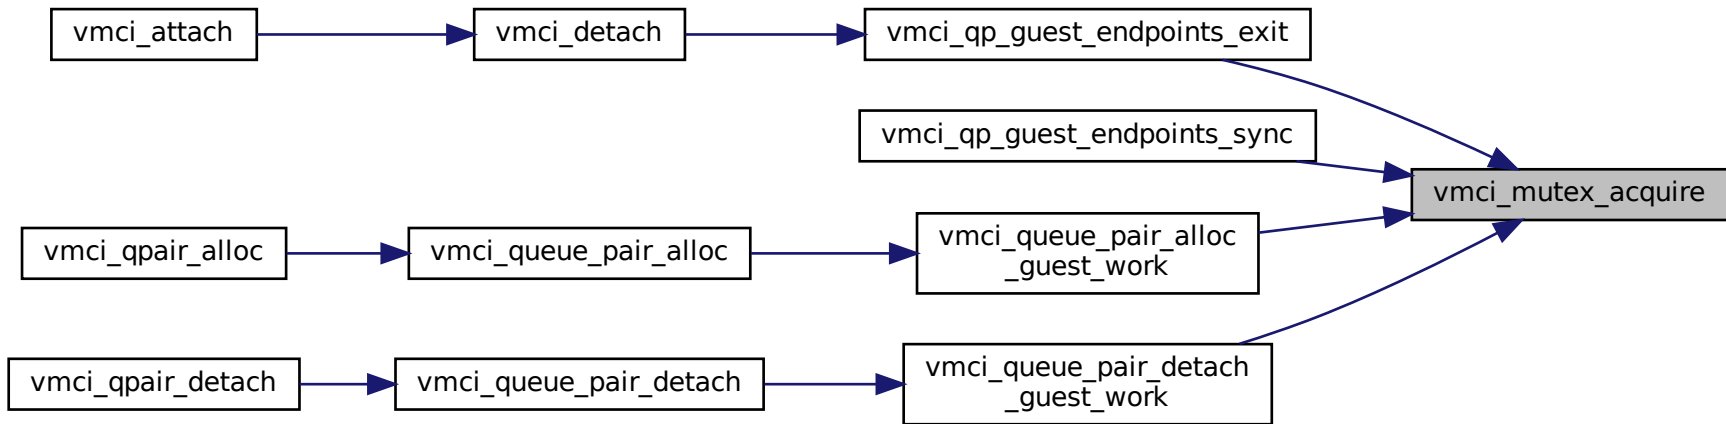 vmci_attach
vmci_detach
vmci_qp_guest_endpoints_exit
vmci_qp_guest_endpoints_sync
vmci_mutex_acquire
vmci_qpair_alloc
vmci_queue_pair_alloc
vmci_queue_pair_alloc
_guest_work
vmci_qpair_detach
vmci_queue_pair_detach
vmci_queue_pair_detach
_guest_work